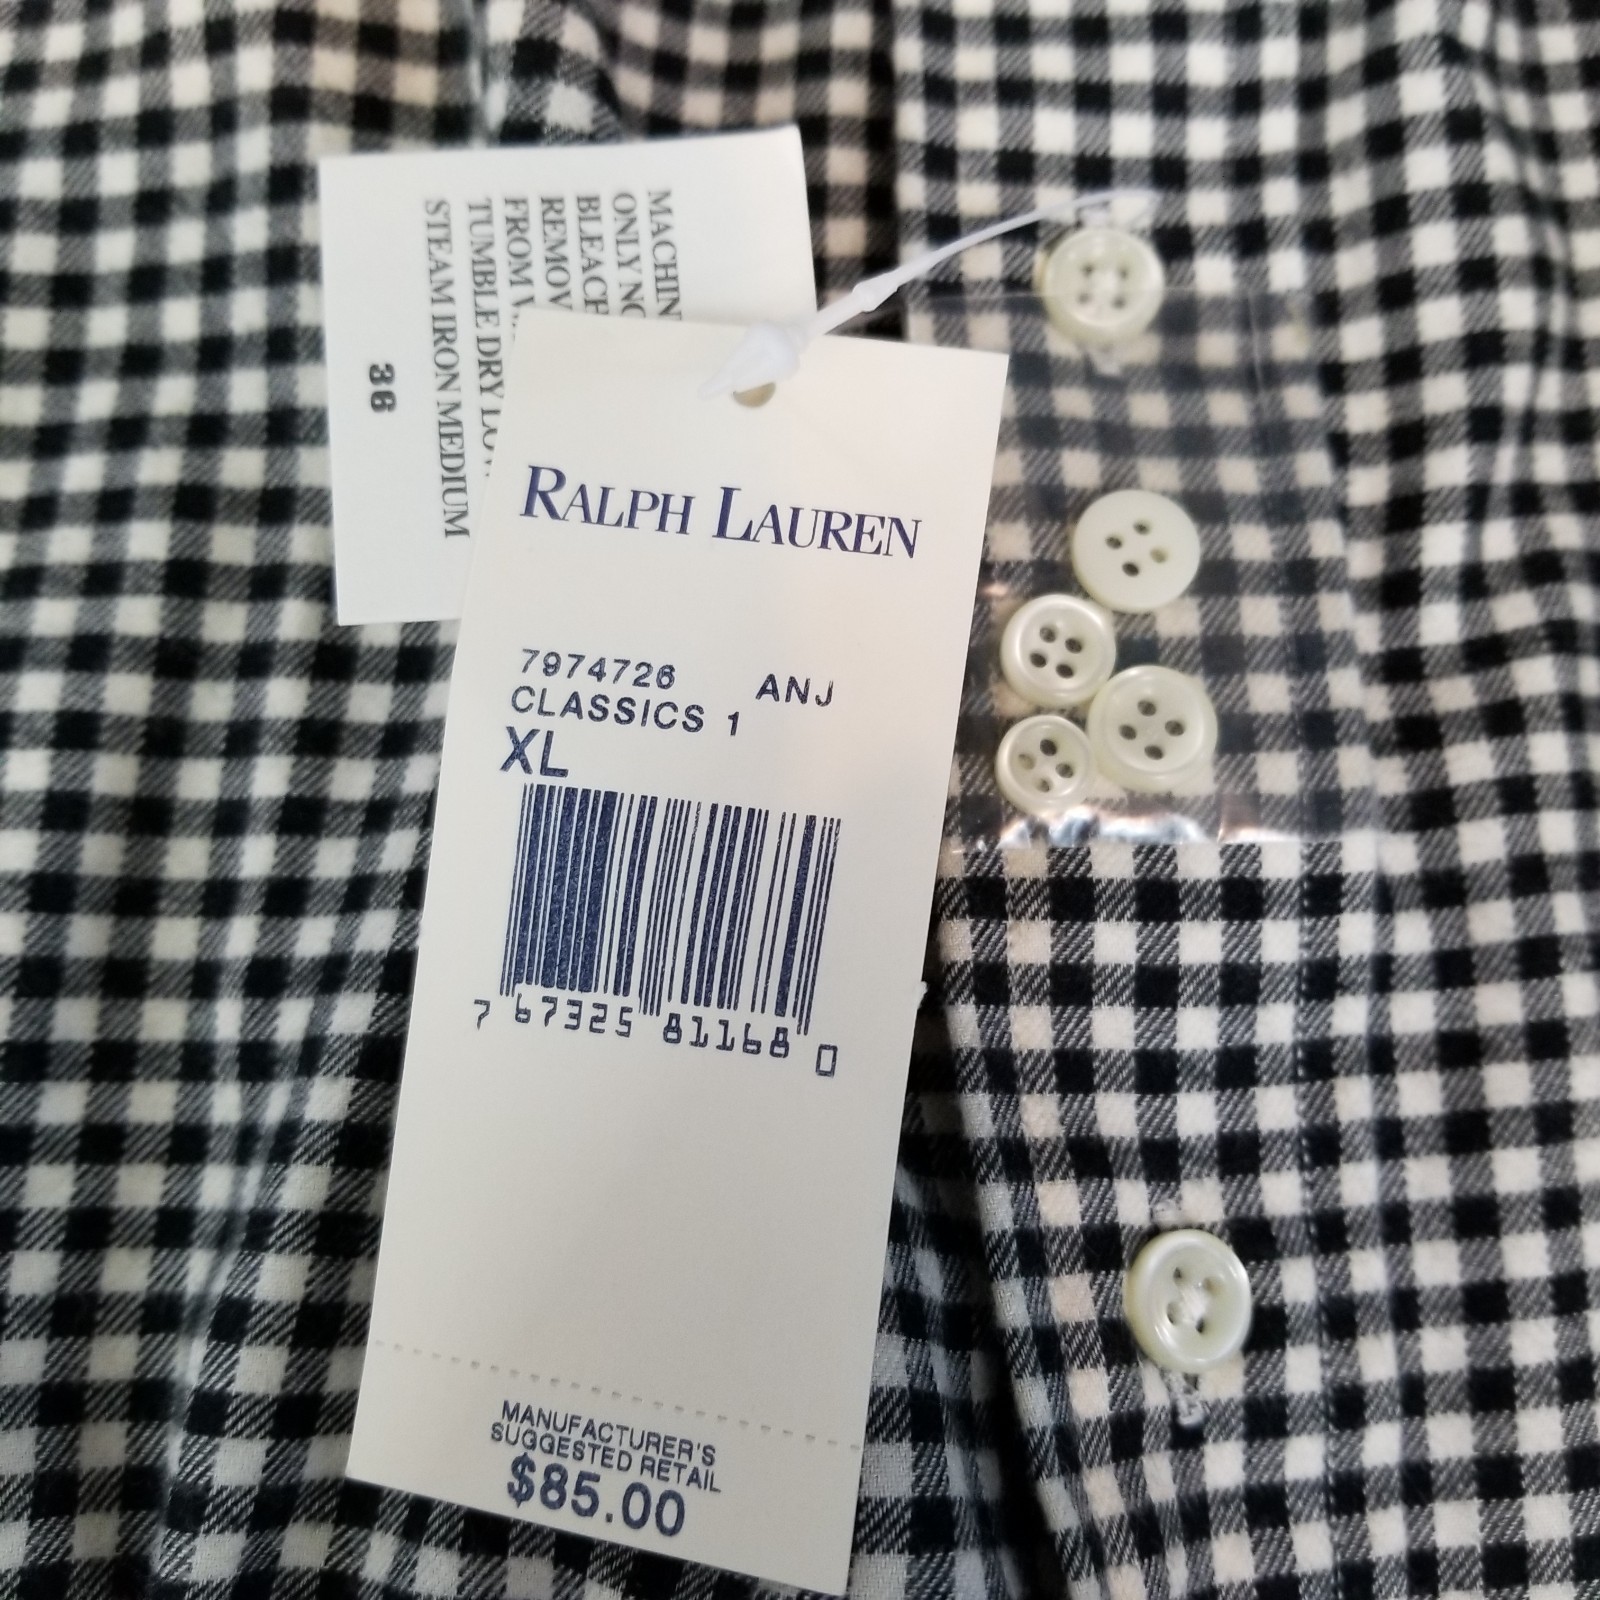 MACHIN
ONLY NO
BLEACH
REMOV
FROM
TUMBLE DRY LOW
STEAM IRON MEDIUM
36
RALPH LAUREN
7974726 ANJ
CLASSICS 1
XL
7 67325 81168 0
MANUFACTURER'S
SUGGESTED RETAIL
$85.00